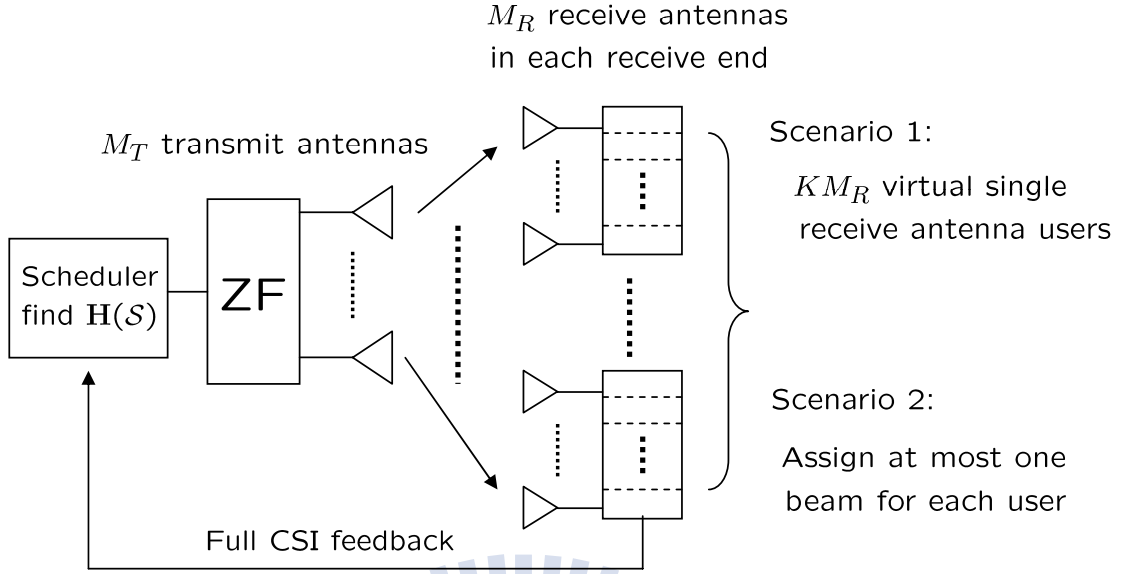 M_R receive antennas
in each receive end
M_T transmit antennas
Scenario 1:
KM_R virtual single
receive antenna users
Scheduler
find H(S)
ZF
Scenario 2:
Assign at most one
beam for each user
Full CSI feedback